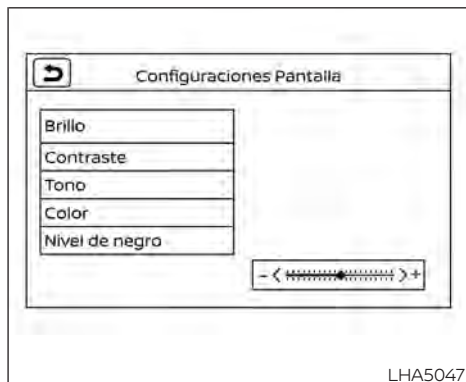 Configuraciones Pantalla
Brillo
Contraste
Tono
Color
Nivel de negro
- < > +
LHA5047